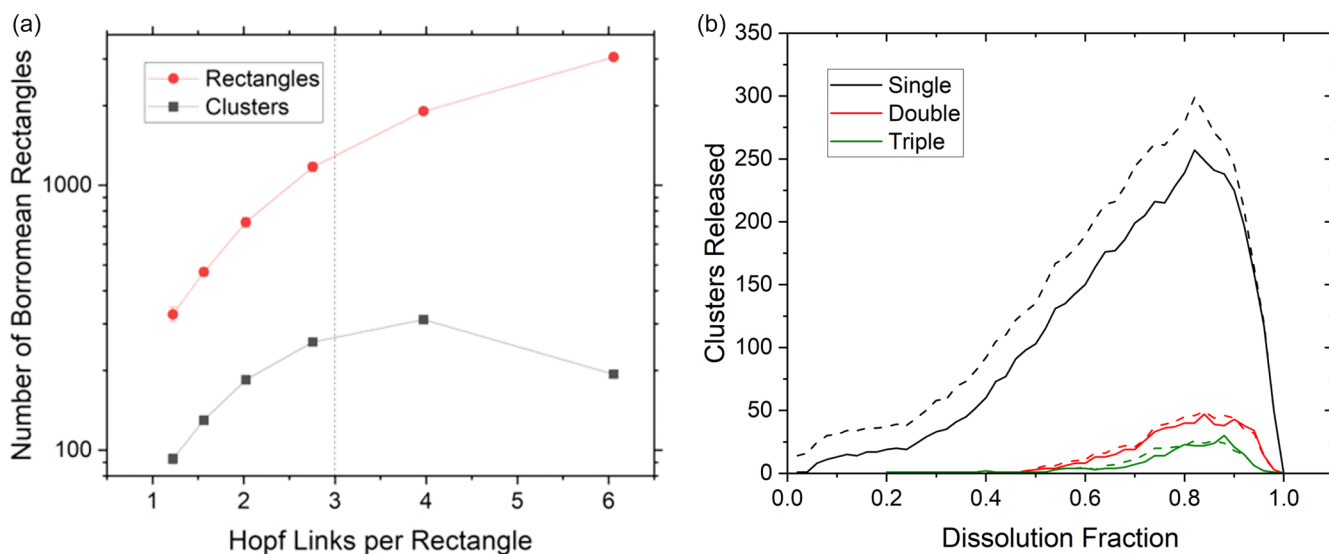 (a)
Number of Borromean Rectangles
1000
100
Rectangles
Clusters
1 2 3 4 5 6
Hopf Links per Rectangle
(b)
Clusters Released
350
300
250
200
150
100
50
0
Single
Double
Triple
0.0 0.2 0.4 0.6 0.8 1.0
Dissolution Fraction